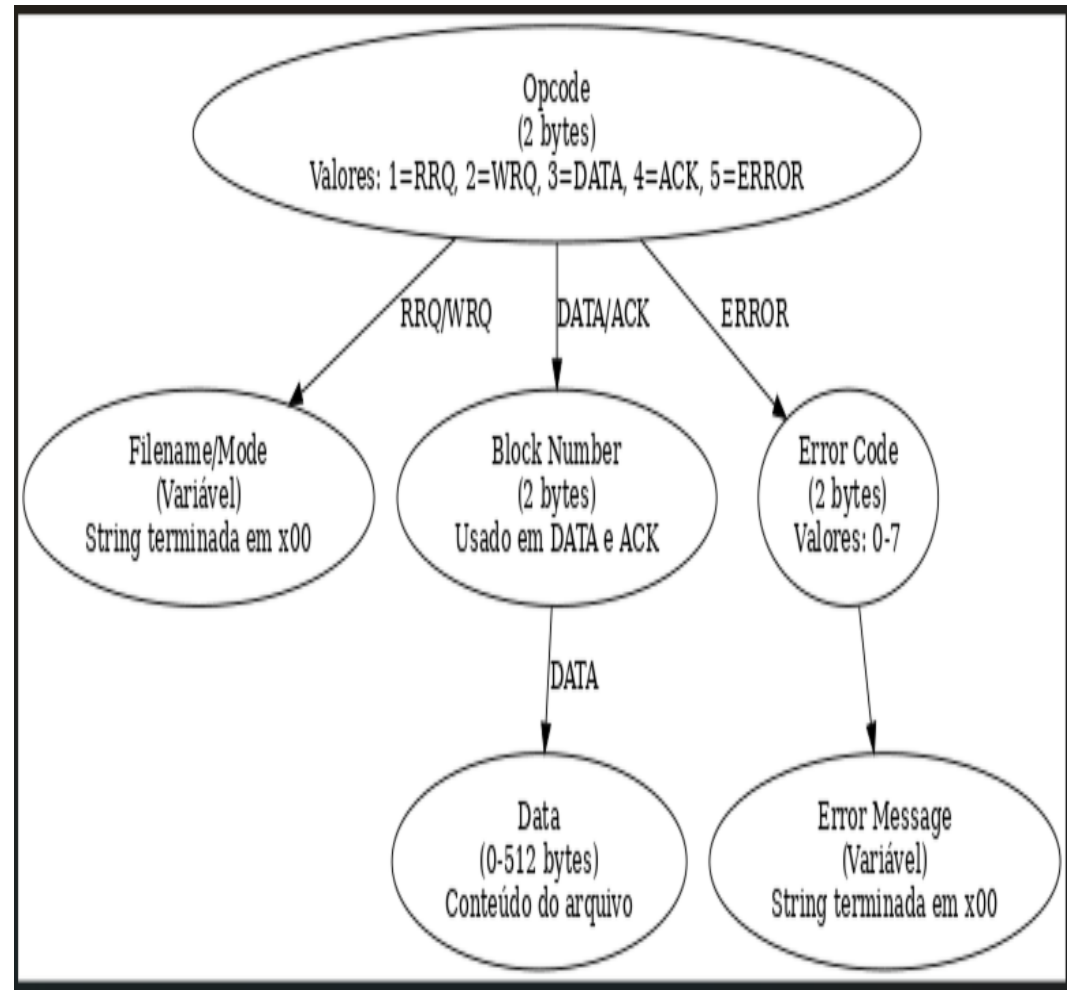 Opcode
(2 bytes)
Valores: 1=RRQ, 2=WRQ, 3=DATA, 4=ACK, 5=ERROR
RRQ/WRQ
DATA/ACK
ERROR
Filename/Mode
(Variável)
String terminada em x00
Block Number
(2 bytes)
Usado em DATA e ACK
Error Code
(2 bytes)
Valores: 0-7
DATA
Data
(0-512 bytes)
Conteúdo do arquivo
Error Message
(Variável)
String terminada em x00